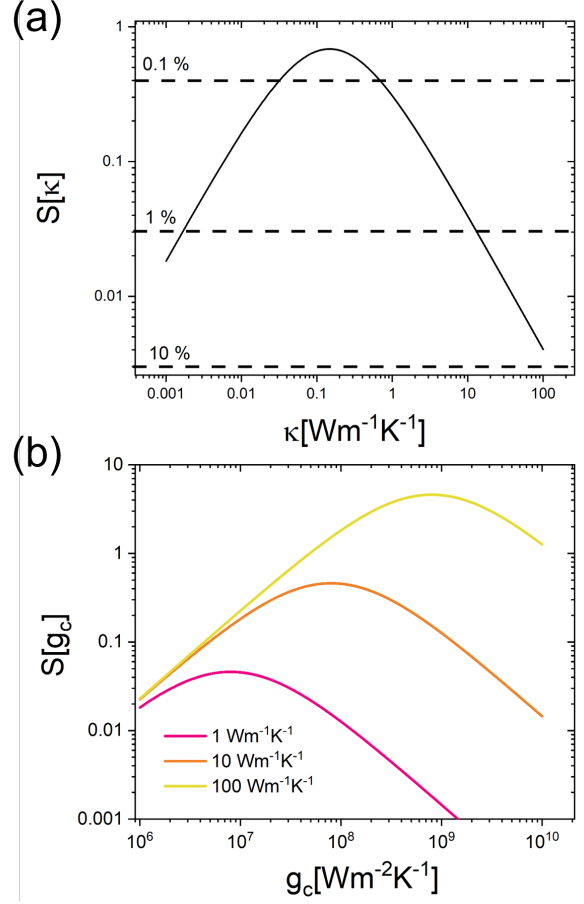 (a)
1
0.1 %
0.1
1 %
0.01
10 %
S[κ]
0.001 0.01 0.1 1 10 100
κ[Wm⁻¹K⁻¹]
(b)
10
1
0.1
0.01
0.001
S[g_c]
1 Wm⁻¹K⁻¹
10 Wm⁻¹K⁻¹
100 Wm⁻¹K⁻¹
10⁶ 10⁷ 10⁸ 10⁹ 10¹⁰
g_c[Wm⁻²K⁻¹]